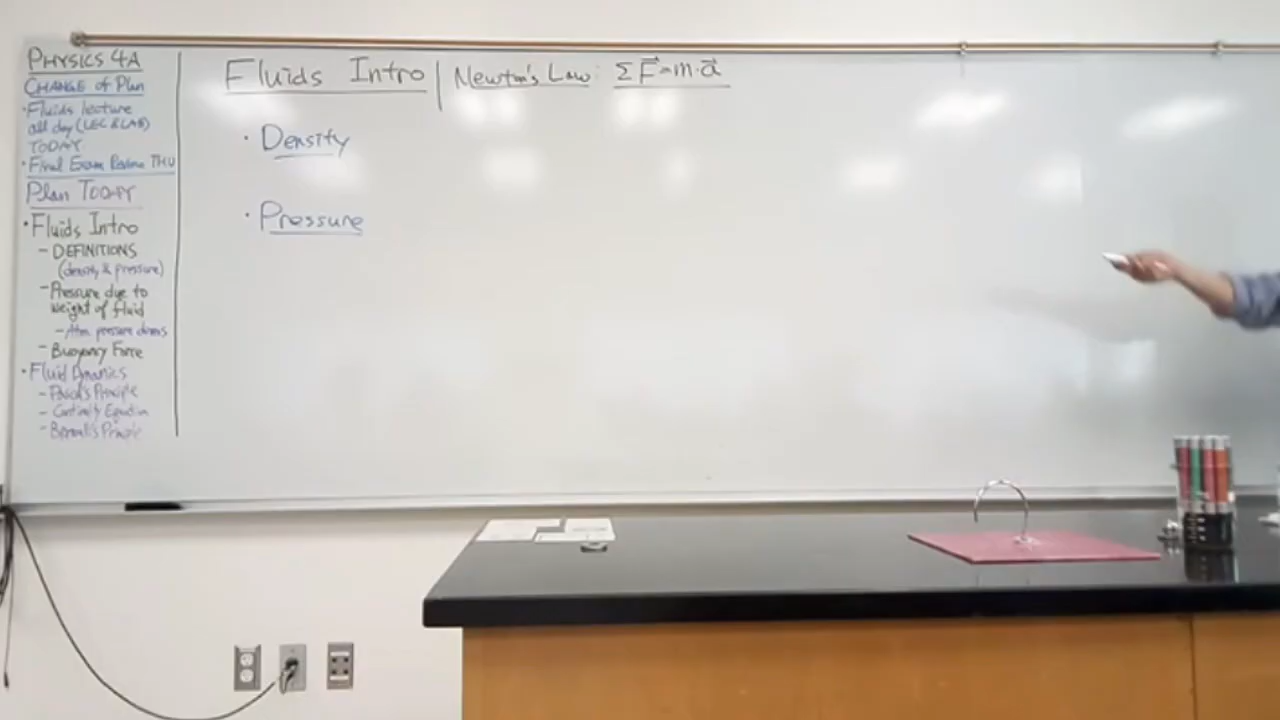 PHYSICS 4A
CHANGE of Plan
• Fluids lecture
all day (LEC & LAB)
TODAY
• Final Exam Review THU
Plan TODAY
• Fluids Intro
- DEFINITIONS
(density & pressure)
- Pressure due to
weight of fluid
- Atm. pressure demos
- Buoyancy Force
• Fluid Dynamics
- Pascal's Principle
- Continuity Equation
- Bernoulli's Principle
Fluids Intro | Newton's Law: ΣF⃗=m·a⃗
• Density
• Pressure